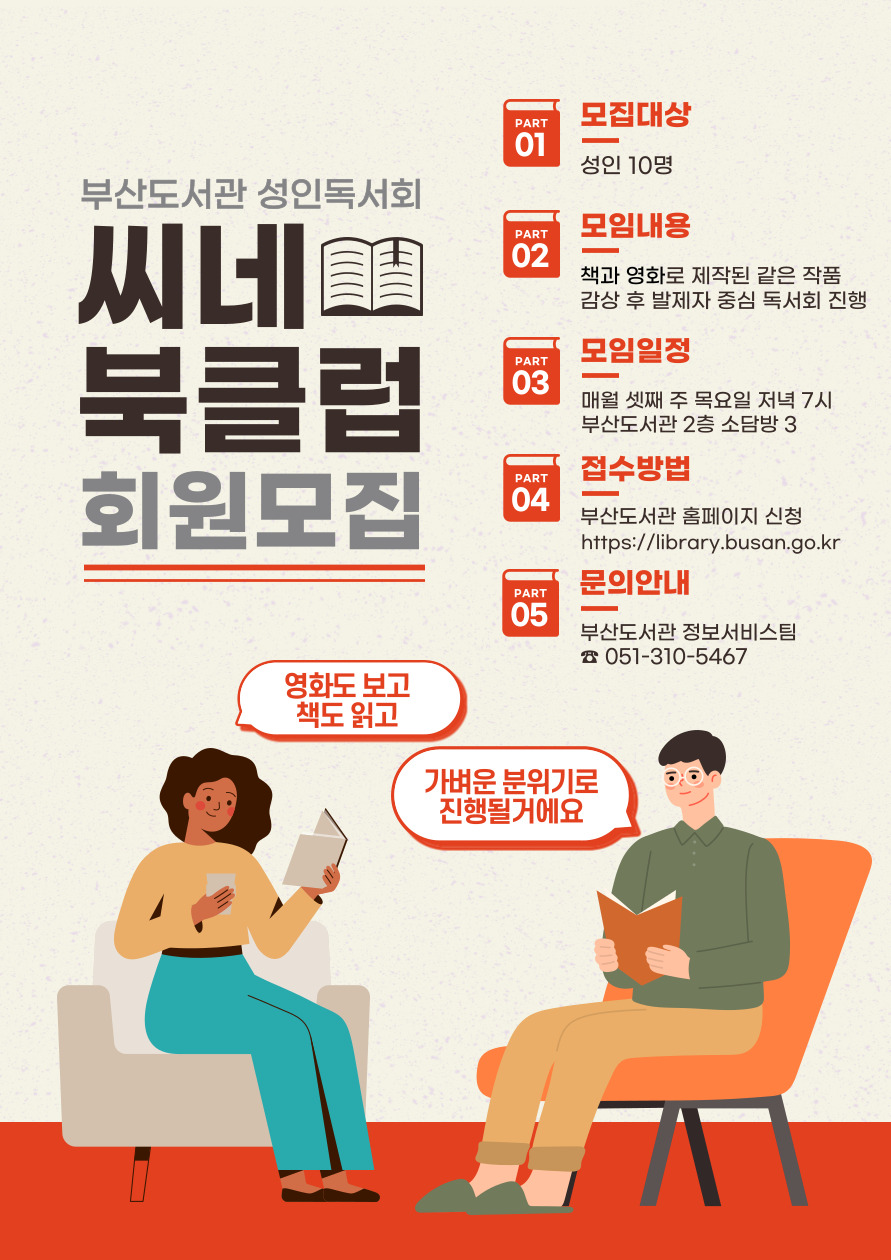 부산도서관 성인독서회
씨네
북클럽
회원모집
PART
01
모집대상
성인 10명
PART
02
모임내용
책과 영화로 제작된 같은 작품
감상 후 발제자 중심 독서회 진행
PART
03
모임일정
매월 셋째 주 목요일 저녁 7시
부산도서관 2층 소담방 3
PART
04
접수방법
부산도서관 홈페이지 신청
https://library.busan.go.kr
PART
05
문의안내
부산도서관 정보서비스팀
☎ 051-310-5467
영화도 보고
책도 읽고
가벼운 분위기로
진행될거에요